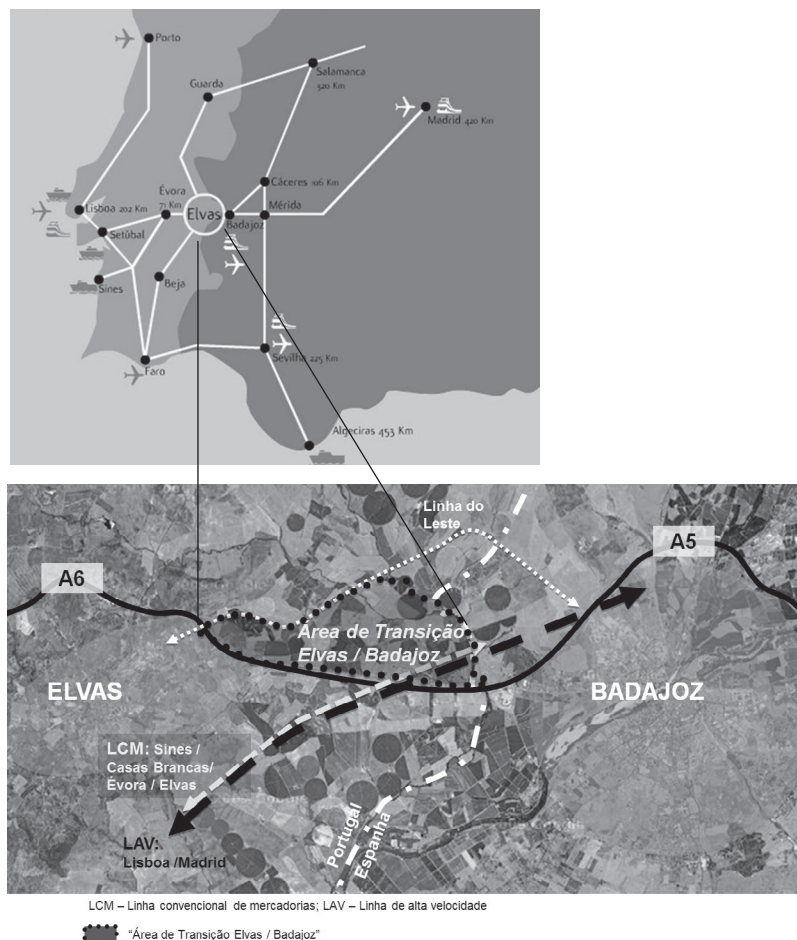 Porto
Guarda
Salamanca
320 Km
Madrid 420 Km
Cáceres 106 Km
Évora
71 Km
Lisboa 202 Km
Elvas
Badajoz
Mérida
Setúbal
Sines
Beja
Sevilha 225 Km
Faro
Algeciras 453 Km
Linha do
Leste
A5
A6
Área de Transição
Elvas / Badajoz
ELVAS
BADAJOZ
LCM: Sines /
Casas Brancas/
Évora / Elvas
Portugal
Espanha
LAV:
Lisboa /Madrid
LCM – Linha convencional de mercadorias; LAV – Linha de alta velocidade
“Área de Transição Elvas / Badajoz”